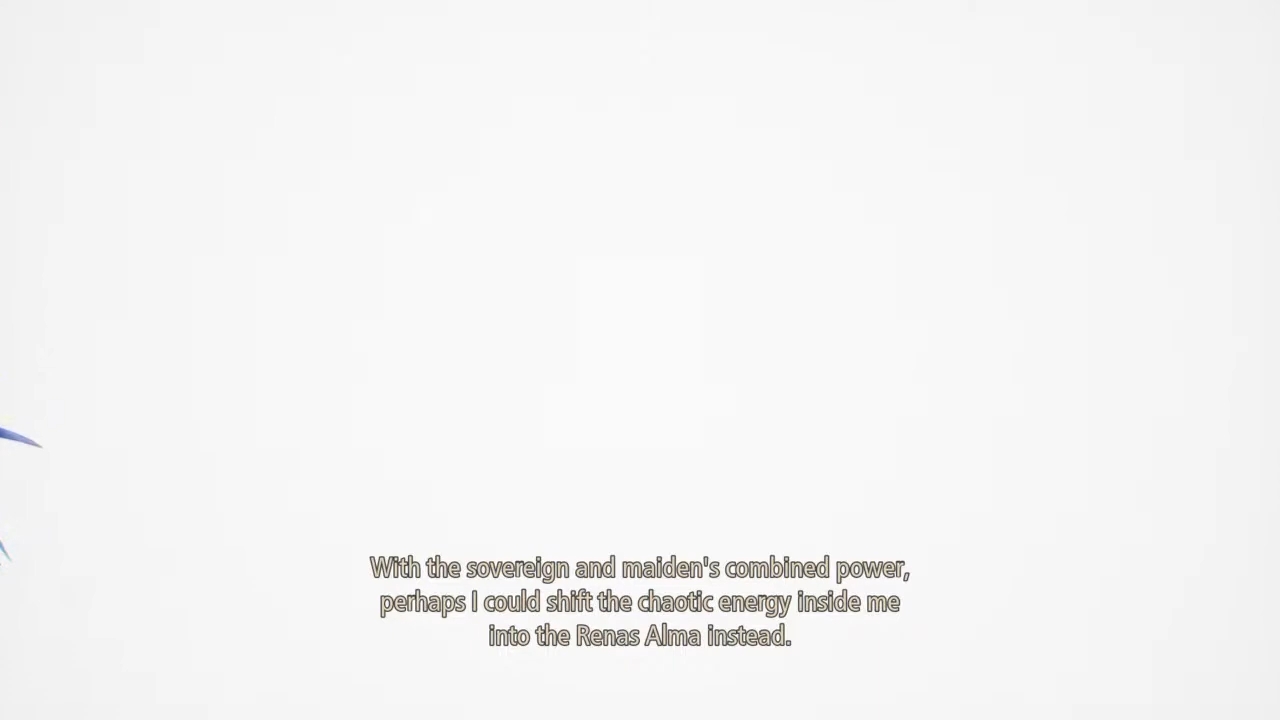 With the sovereign and maiden's combined power,
perhaps I could shift the chaotic energy inside me
into the Renas Alma instead.